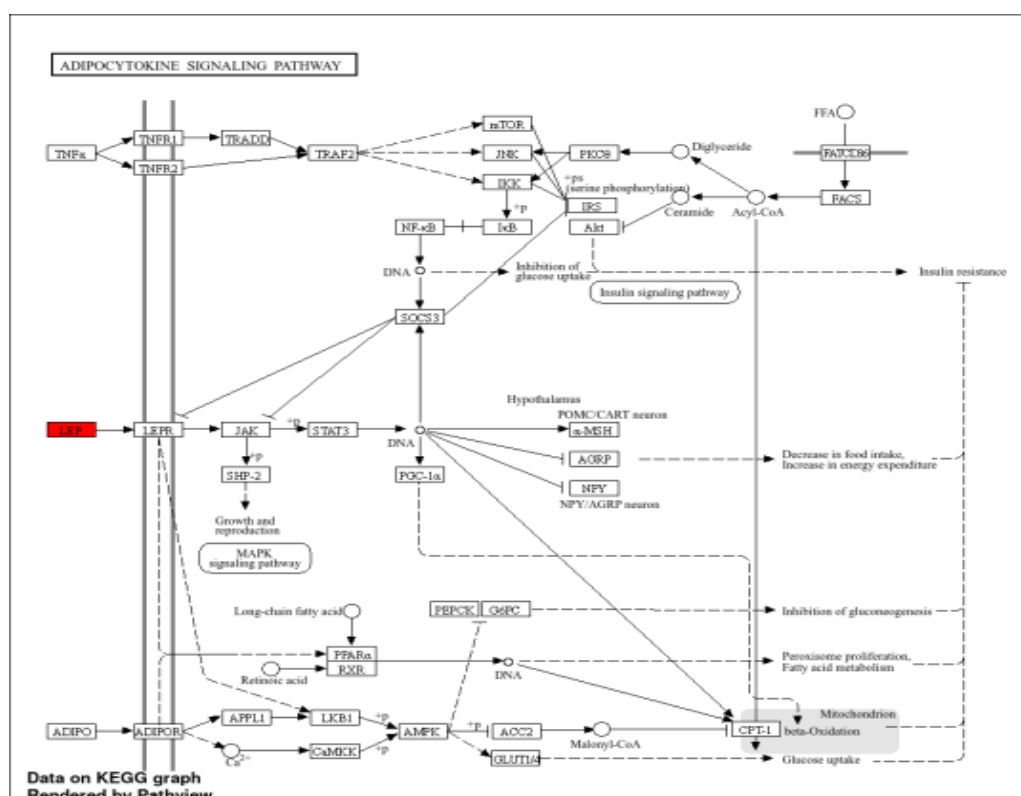 ADIPOCYTOKINE SIGNALING PATHWAY
FFA
TNFα
TNFR1
TRADD
TNFR2
TRAF2
mTOR
JNK
IKK
PKCθ
Diglyceride
FAT/CD36
FACS
Acyl-CoA
Ceramide
+ps
(serine phosphorylation)
IRS
Akt
+p
NF-κB
IκB
DNA
Inhibition of
glucose uptake
Insulin resistance
Insulin signaling pathway
SOCS3
Hypothalamus
POMC/CART neuron
LEP
LEPR
JAK
+p
STAT3
DNA
α-MSH
+p
SHP-2
PGC-1α
AGRP
NPY
NPY/AGRP neuron
Decrease in food intake,
Increase in energy expenditure
Growth and
reproduction
MAPK
signaling pathway
Long-chain fatty acid
PEPCK
G6PC
Inhibition of gluconeogenesis
PPARα
RXR
Retinoic acid
DNA
Peroxisome proliferation,
Fatty acid metabolism
ADIPO
ADIPOR
APPL1
LKB1
+p
AMPK
+p
ACC2
Malonyl-CoA
CPT-1
Mitochondrion
beta-Oxidation
Ca2+
CaMKK
+p
GLUT1/4
Glucose uptake
Data on KEGG graph
Rendered by Pathview